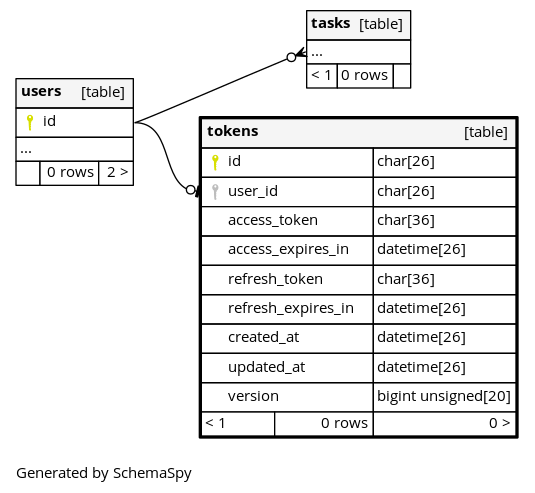 tasks [table]
...
< 1 0 rows
users [table]
id
...
0 rows 2 >
tokens [table]
id char[26]
user_id char[26]
access_token char[36]
access_expires_in datetime[26]
refresh_token char[36]
refresh_expires_in datetime[26]
created_at datetime[26]
updated_at datetime[26]
version bigint unsigned[20]
< 1 0 rows 0 >
Generated by SchemaSpy